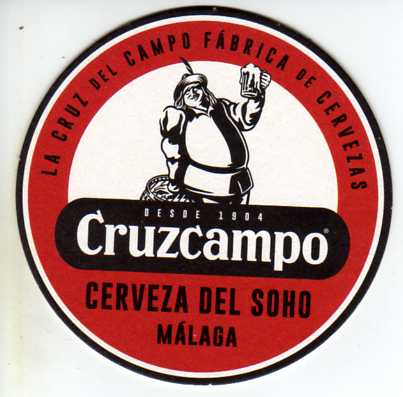 LA CRUZ DEL CAMPO FÁBRICA DE CERVEZAS
DESDE 1904
Cruzcampo®
CERVEZA DEL SOHO
MÁLAGA